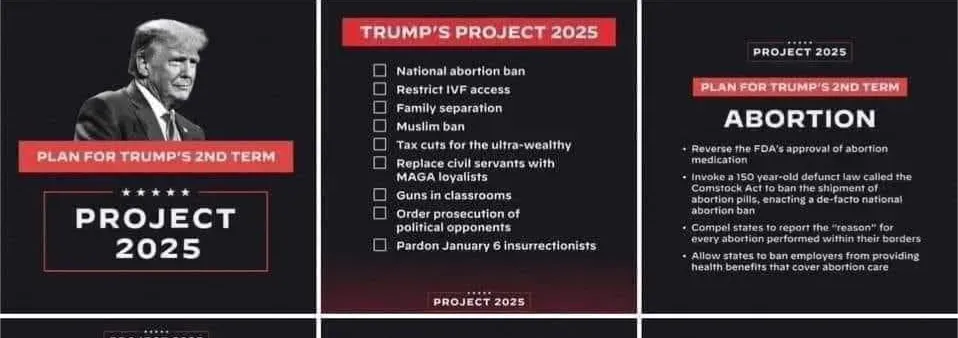 PLAN FOR TRUMP'S 2ND TERM
PROJECT
2025
TRUMP'S PROJECT 2025
National abortion ban
Restrict IVF access
Family separation
Muslim ban
Tax cuts for the ultra-wealthy
Replace civil servants with
MAGA loyalists
Guns in classrooms
Order prosecution of
political opponents
Pardon January 6 insurrectionists
PROJECT 2025
PROJECT 2025
PLAN FOR TRUMP'S 2ND TERM
ABORTION
• Reverse the FDA's approval of abortion
medication
• Invoke a 150 year-old defunct law called the
Comstock Act to ban the shipment of
abortion pills, enacting a de-facto national
abortion ban
• Compel states to report the "reason" for
every abortion performed within their borders
• Allow states to ban employers from providing
health benefits that cover abortion care